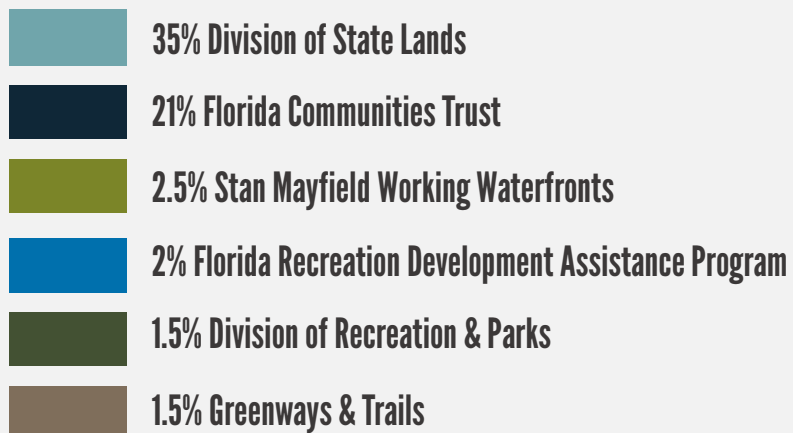 35% Division of State Lands
21% Florida Communities Trust
2.5% Stan Mayfield Working Waterfronts
2% Florida Recreation Development Assistance Program
1.5% Division of Recreation & Parks
1.5% Greenways & Trails